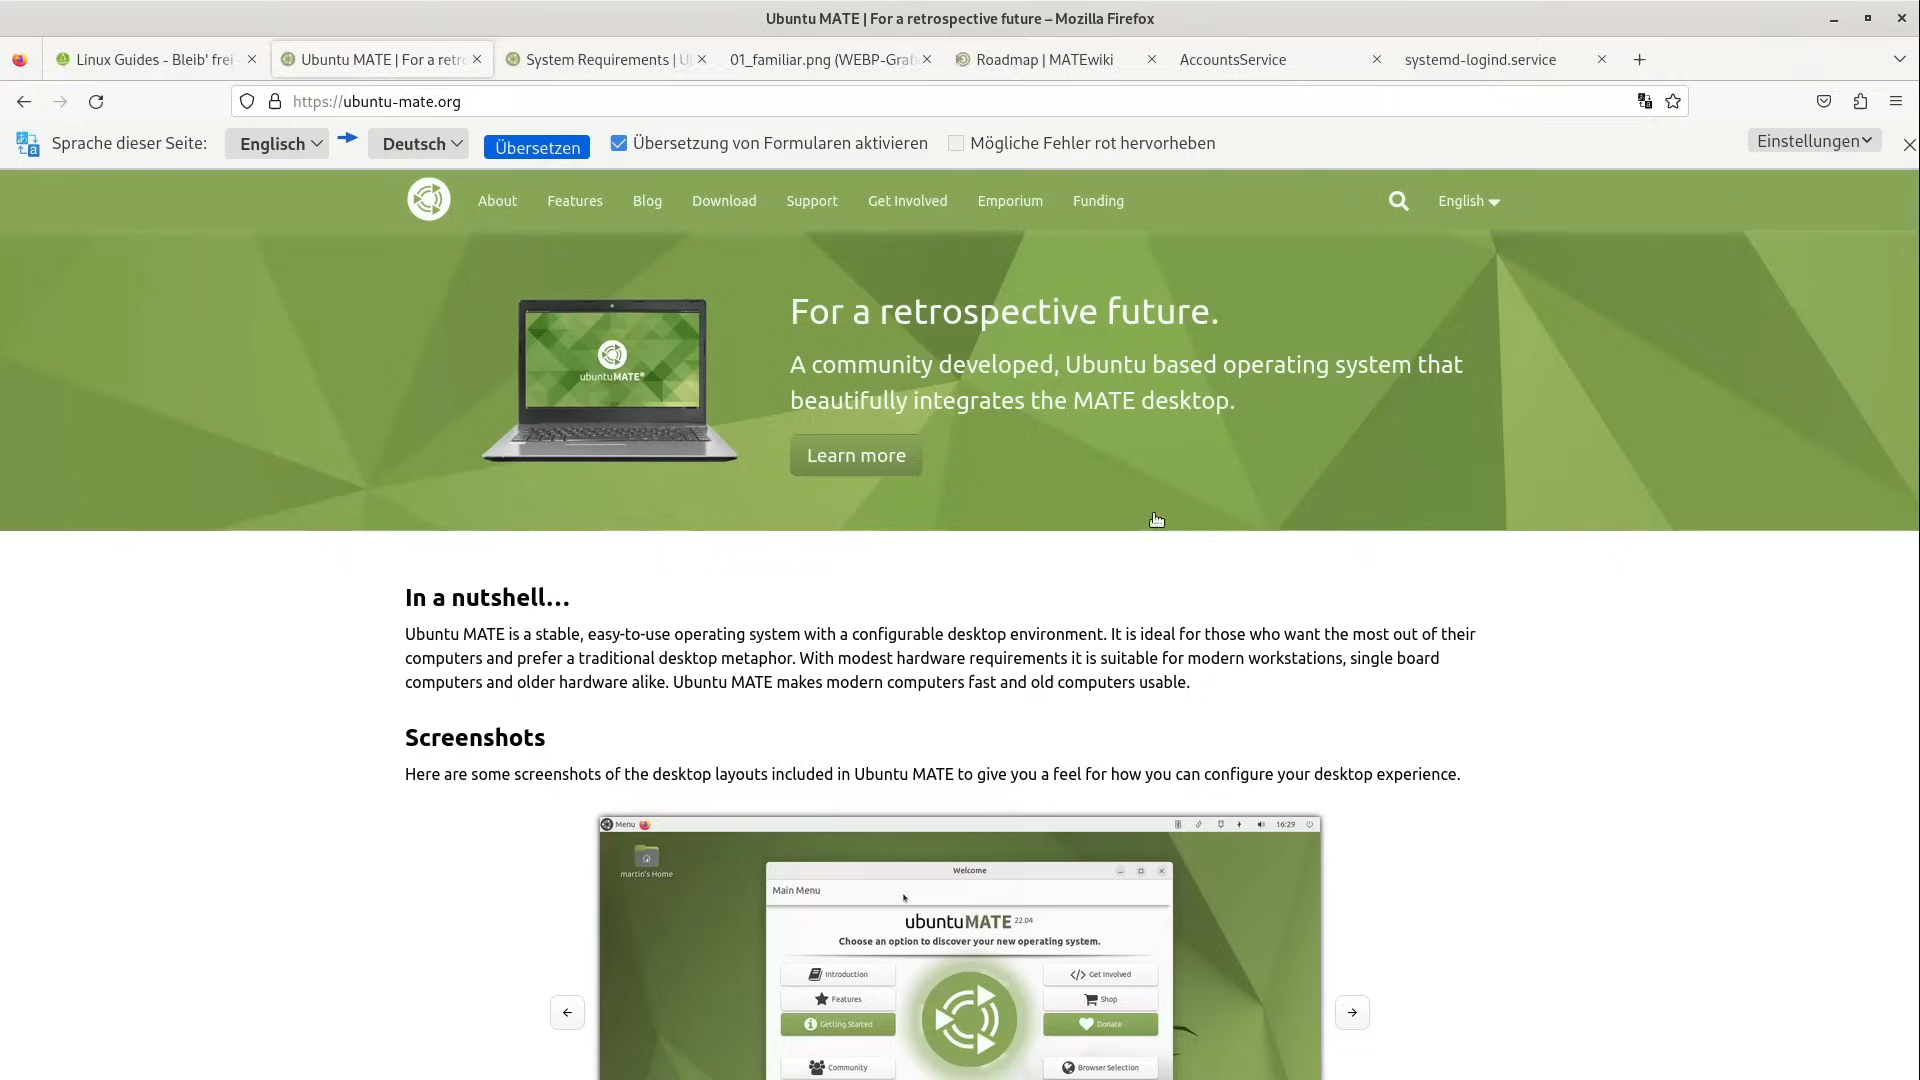 Ubuntu MATE | For a retrospective future – Mozilla Firefox
Linux Guides - Bleib' frei
Ubuntu MATE | For a retr
System Requirements | U
01_familiar.png (WEBP-Graf
Roadmap | MATEwiki
AccountsService
systemd-logind.service
https://ubuntu-mate.org
Sprache dieser Seite:
Englisch
Deutsch
Übersetzen
Übersetzung von Formularen aktivieren
Mögliche Fehler rot hervorheben
Einstellungen
About
Features
Blog
Download
Support
Get Involved
Emporium
Funding
English
ubuntuMATE
For a retrospective future.
A community developed, Ubuntu based operating system that
beautifully integrates the MATE desktop.
Learn more
In a nutshell…
Ubuntu MATE is a stable, easy-to-use operating system with a configurable desktop environment. It is ideal for those who want the most out of their
computers and prefer a traditional desktop metaphor. With modest hardware requirements it is suitable for modern workstations, single board
computers and older hardware alike. Ubuntu MATE makes modern computers fast and old computers usable.
Screenshots
Here are some screenshots of the desktop layouts included in Ubuntu MATE to give you a feel for how you can configure your desktop experience.
Menu
16:29
martin's Home
Welcome
Main Menu
ubuntuMATE 22.04
Choose an option to discover your new operating system.
Introduction
Get Involved
Features
Shop
Getting Started
Donate
Community
Browser Selection